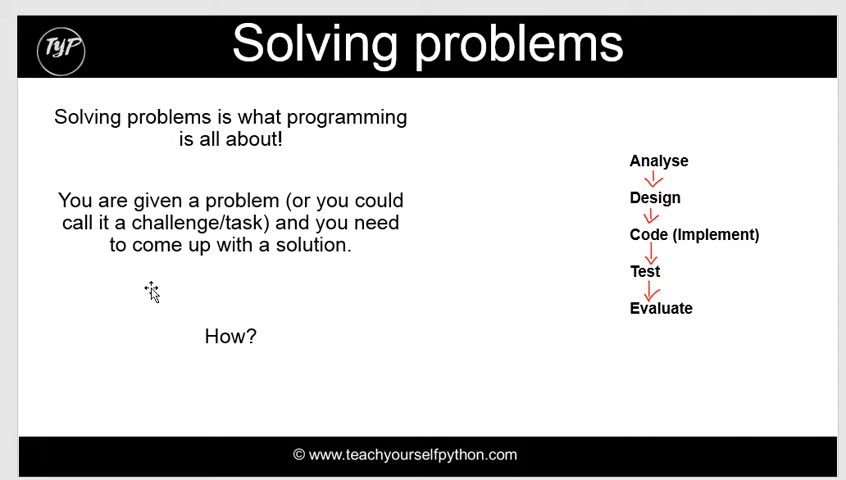 TYP
Solving problems
Solving problems is what programming
is all about!
You are given a problem (or you could
call it a challenge/task) and you need
to come up with a solution.
How?
Analyse
Design
Code (Implement)
Test
Evaluate
© www.teachyourselfpython.com